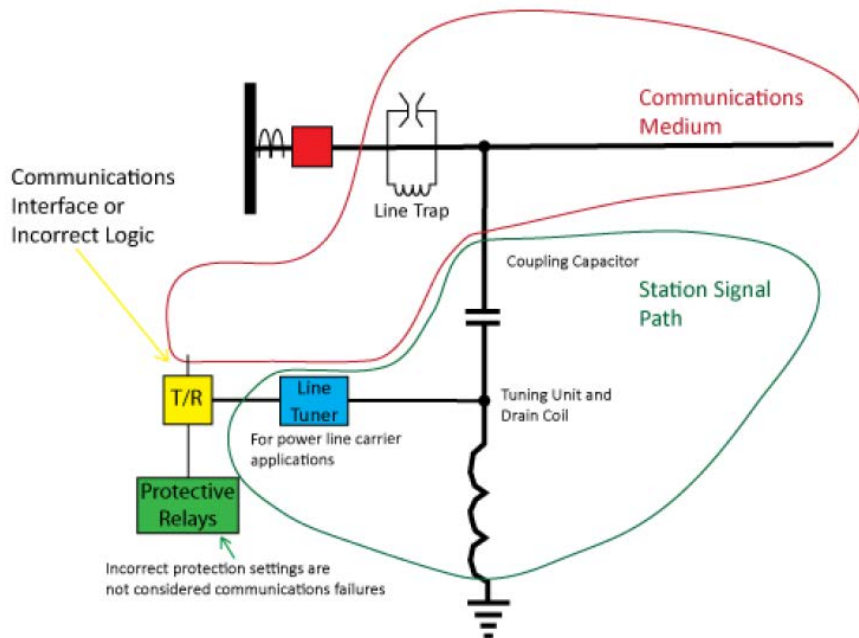 Communications
Medium
Communications
Interface or
Incorrect Logic
Line Trap
Coupling Capacitor
Station Signal
Path
T/R
Line
Tuner
Tuning Unit and
Drain Coil
For power line carrier
applications
Protective
Relays
Incorrect protection settings are
not considered communications failures